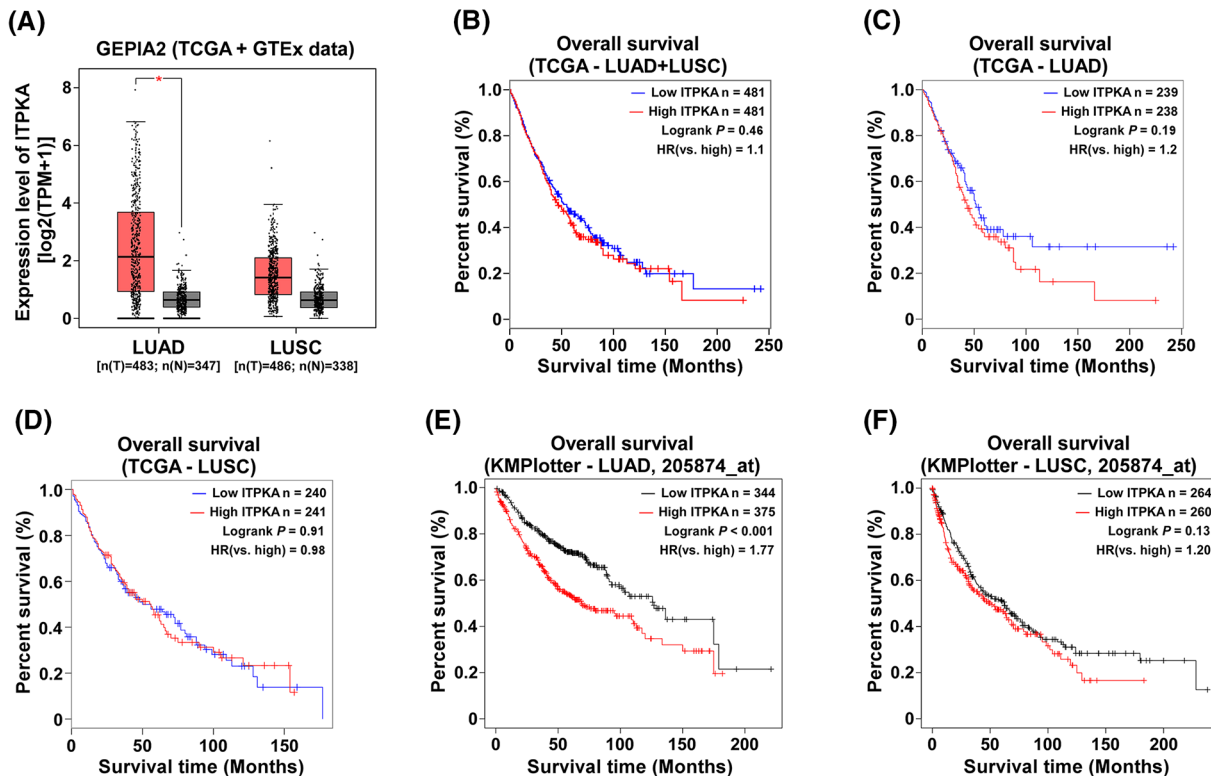 (A)
GEPIA2 (TCGA + GTEx data)
Expression level of ITPKA
[log2(TPM+1)]
8
6
4
2
0
*
LUAD
LUSC
[n(T)=483; n(N)=347]
[n(T)=486; n(N)=338]
(B)
Overall survival
(TCGA - LUAD+LUSC)
Percent survival (%)
1.0
0.8
0.6
0.4
0.2
0
Low ITPKA n = 481
High ITPKA n = 481
Logrank P = 0.46
HR(vs. high) = 1.1
0 50 100 150 200 250
Survival time (Months)
(C)
Overall survival
(TCGA - LUAD)
Percent survival (%)
1.0
0.8
0.6
0.4
0.2
0
Low ITPKA n = 239
High ITPKA n = 238
Logrank P = 0.19
HR(vs. high) = 1.2
0 50 100 150 200 250
Survival time (Months)
(D)
Overall survival
(TCGA - LUSC)
Percent survival (%)
1.0
0.8
0.6
0.4
0.2
0
Low ITPKA n = 240
High ITPKA n = 241
Logrank P = 0.91
HR(vs. high) = 0.98
0 50 100 150
Survival time (Months)
(E)
Overall survival
(KMPlotter - LUAD, 205874_at)
Percent survival (%)
1.0
0.8
0.6
0.4
0.2
0
Low ITPKA n = 344
High ITPKA n = 375
Logrank P < 0.001
HR(vs. high) = 1.77
0 50 100 150 200
Survival time (Months)
(F)
Overall survival
(KMPlotter - LUSC, 205874_at)
Percent survival (%)
1.0
0.8
0.6
0.4
0.2
0
Low ITPKA n = 264
High ITPKA n = 260
Logrank P = 0.13
HR(vs. high) = 1.20
0 50 100 150 200
Survival time (Months)